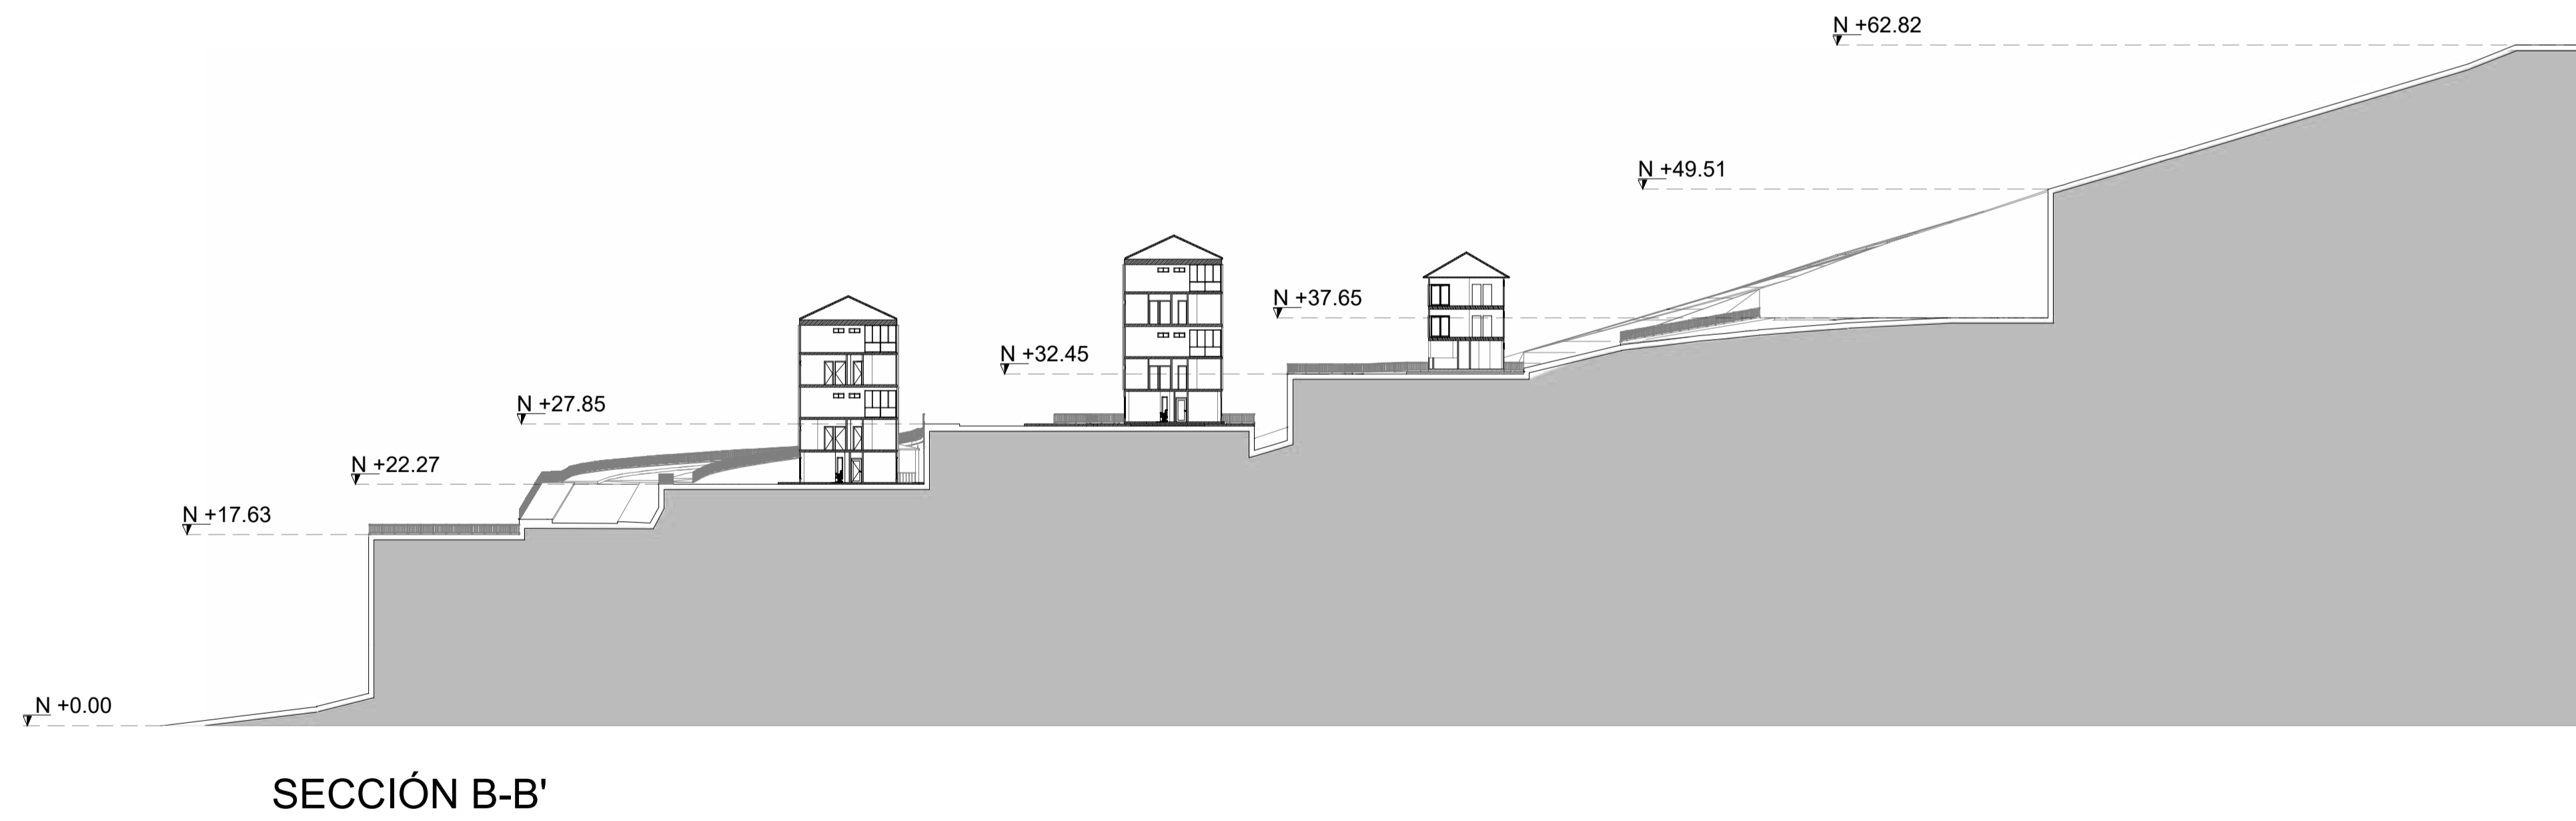 N +62.82
N +49.51
N +37.65
N +32.45
N +27.85
N +22.27
N +17.63
N +0.00
SECCIÓN B-B'